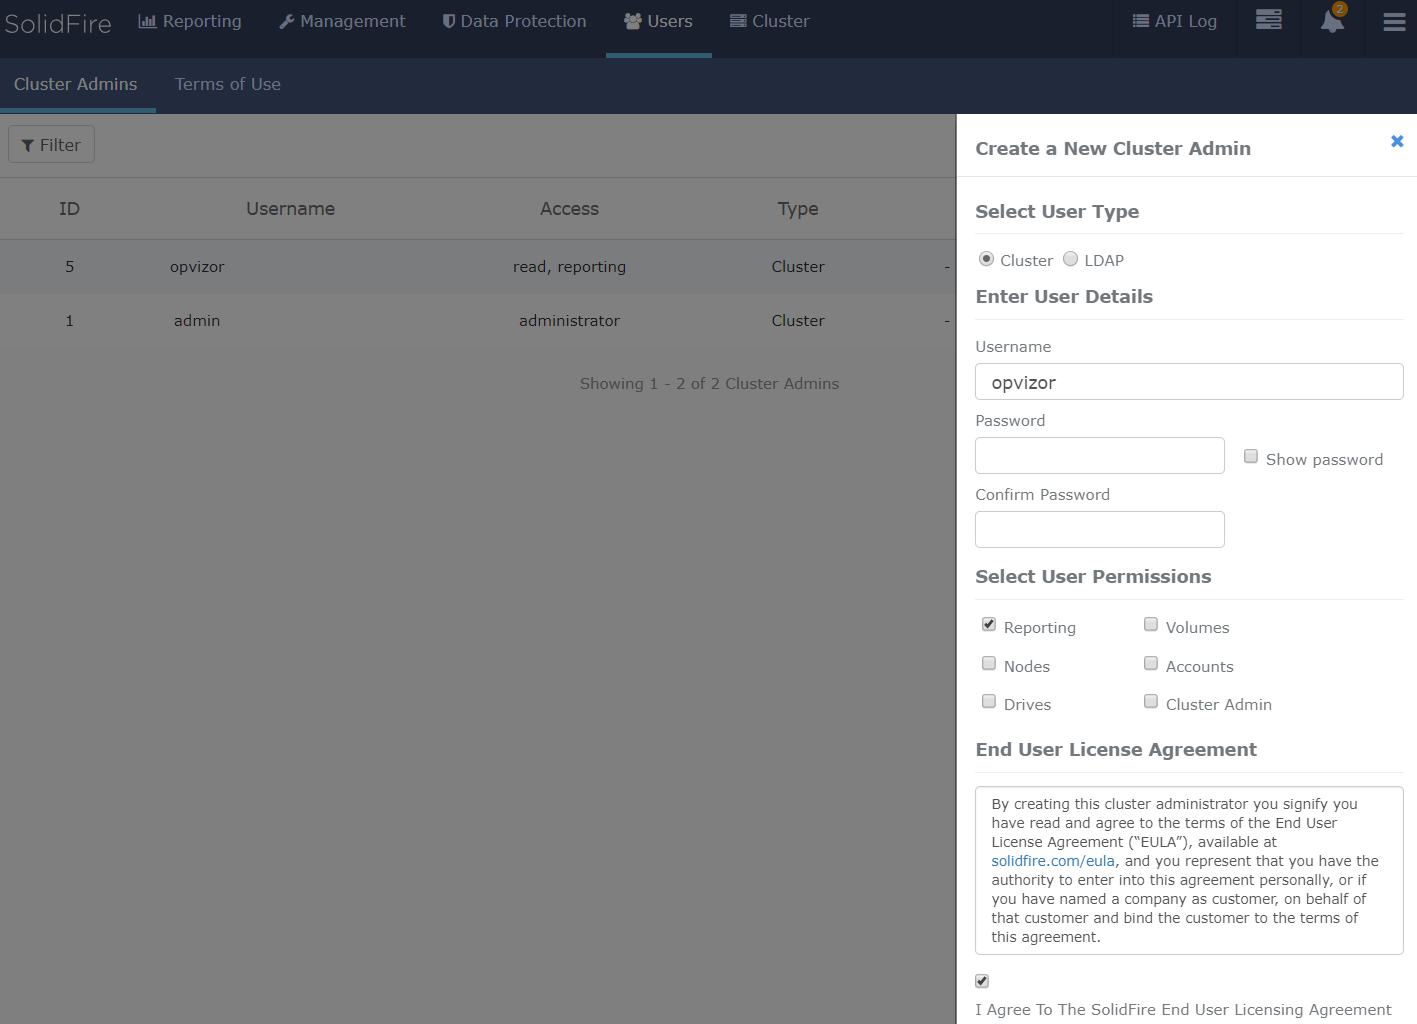 SolidFire Reporting Management Data Protection Users Cluster API Log 2
Cluster Admins Terms of Use
Filter
ID Username Access Type
5 opvizor read, reporting Cluster -
1 admin administrator Cluster -
Showing 1 - 2 of 2 Cluster Admins
Create a New Cluster Admin
Select User Type
Cluster LDAP
Enter User Details
Username
opvizor
Password
Show password
Confirm Password
Select User Permissions
Reporting Volumes
Nodes Accounts
Drives Cluster Admin
End User License Agreement
By creating this cluster administrator you signify you
have read and agree to the terms of the End User
License Agreement (“EULA”), available at
solidfire.com/eula, and you represent that you have the
authority to enter into this agreement personally, or if
you have named a company as customer, on behalf of
that customer and bind the customer to the terms of
this agreement.
I Agree To The SolidFire End User Licensing Agreement